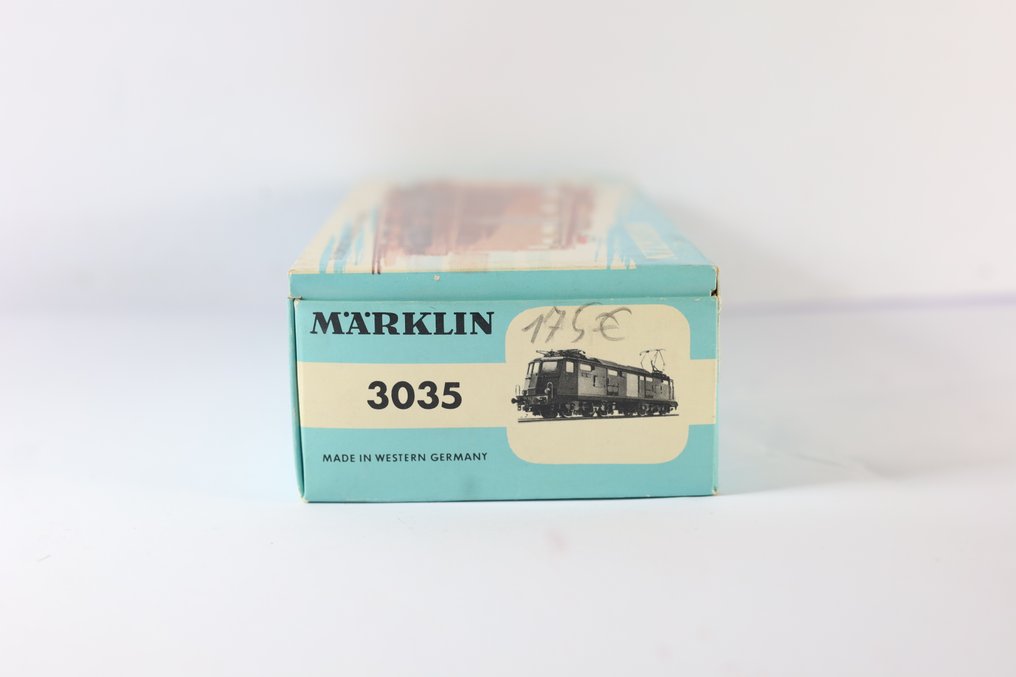 MÄRKLIN
175€
3035
MADE IN WESTERN GERMANY